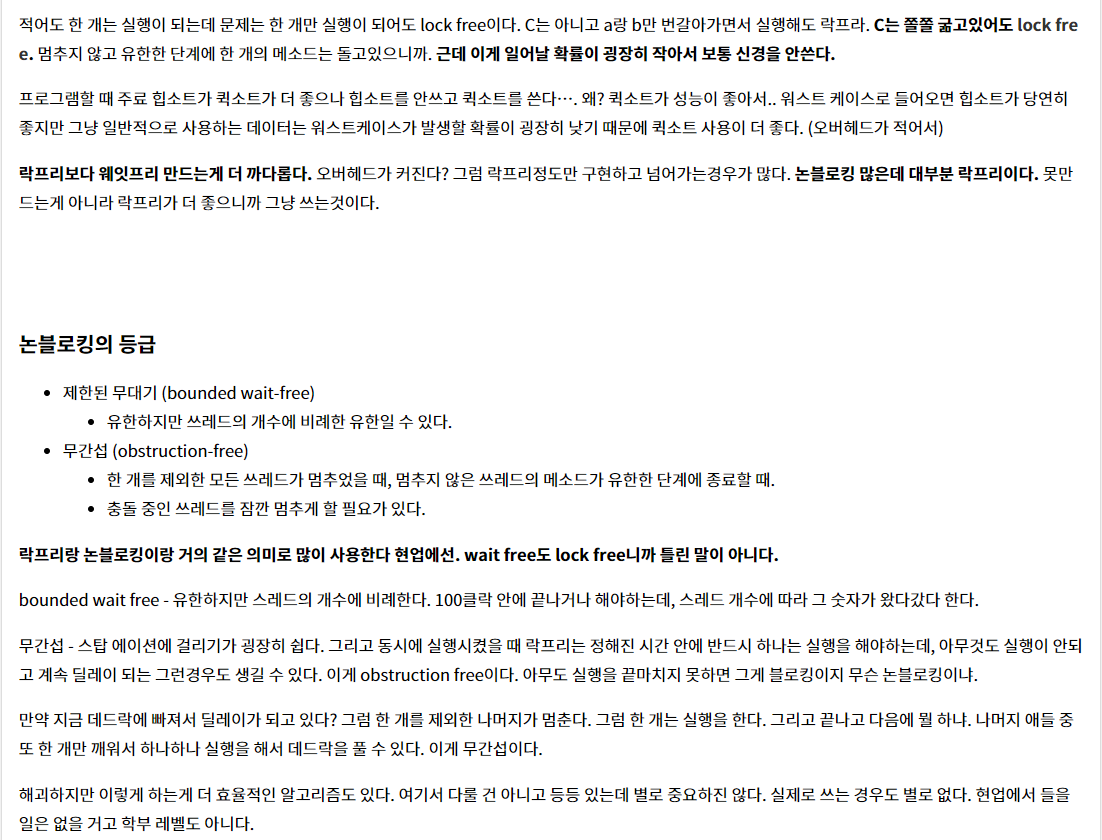 적어도 한 개는 실행이 되는데 문제는 한 개만 실행이 되어도 lock free이다. C는 아니고 a랑 b만 번갈아가면서 실행해도 락프라. C는 쫄쫄 굶고있어도 lock fre
e. 멈추지 않고 유한한 단계에 한 개의 메소드는 돌고있으니까. 근데 이게 일어날 확률이 굉장히 작아서 보통 신경을 안쓴다.
프로그램할 때 주료 힙소트가 퀵소트가 더 좋으나 힙소트를 안쓰고 퀵소트를 쓴다…. 왜? 퀵소트가 성능이 좋아서.. 워스트 케이스로 들어오면 힙소트가 당연히
좋지만 그냥 일반적으로 사용하는 데이터는 워스트케이스가 발생할 확률이 굉장히 낮기 때문에 퀵소트 사용이 더 좋다. (오버헤드가 적어서)
락프리보다 웨잇프리 만드는게 더 까다롭다. 오버헤드가 커진다? 그럼 락프리정도만 구현하고 넘어가는경우가 많다. 논블로킹 많은데 대부분 락프리이다. 못만
드는게 아니라 락프리가 더 좋으니까 그냥 쓰는것이다.
논블로킹의 등급
• 제한된 무대기 (bounded wait-free)
• 유한하지만 쓰레드의 개수에 비례한 유한일 수 있다.
• 무간섭 (obstruction-free)
• 한 개를 제외한 모든 쓰레드가 멈추었을 때, 멈추지 않은 쓰레드의 메소드가 유한한 단계에 종료할 때.
• 충돌 중인 쓰레드를 잠깐 멈추게 할 필요가 있다.
락프리랑 논블로킹이랑 거의 같은 의미로 많이 사용한다 현업에선. wait free도 lock free니까 틀린 말이 아니다.
bounded wait free - 유한하지만 스레드의 개수에 비례한다. 100클락 안에 끝나거나 해야하는데, 스레드 개수에 따라 그 숫자가 왔다갔다 한다.
무간섭 - 스탑 에이션에 걸리기가 굉장히 쉽다. 그리고 동시에 실행시켰을 때 락프리는 정해진 시간 안에 반드시 하나는 실행을 해야하는데, 아무것도 실행이 안되
고 계속 딜레이 되는 그런경우도 생길 수 있다. 이게 obstruction free이다. 아무도 실행을 끝마치지 못하면 그게 블로킹이지 무슨 논블로킹이냐.
만약 지금 데드락에 빠져서 딜레이가 되고 있다? 그럼 한 개를 제외한 나머지가 멈춘다. 그럼 한 개는 실행을 한다. 그리고 끝나고 다음에 뭘 하냐. 나머지 애들 중
또 한 개만 깨워서 하나하나 실행을 해서 데드락을 풀 수 있다. 이게 무간섭이다.
해괴하지만 이렇게 하는게 더 효율적인 알고리즘도 있다. 여기서 다룰 건 아니고 등등 있는데 별로 중요하진 않다. 실제로 쓰는 경우도 별로 없다. 현업에서 들을
일은 없을 거고 학부 레벨도 아니다.